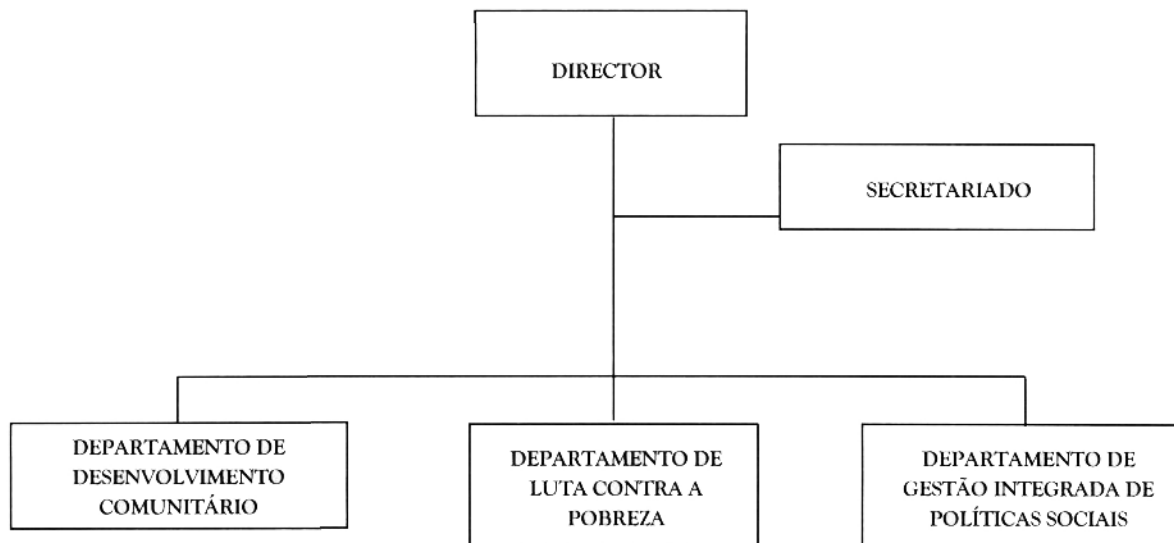 DIRECTOR
SECRETARIADO
DEPARTAMENTO DE
DESENVOLVIMENTO
COMUNITÁRIO
DEPARTAMENTO DE
LUTA CONTRA A
POBREZA
DEPARTAMENTO DE
GESTÃO INTEGRADA DE
POLÍTICAS SOCIAIS